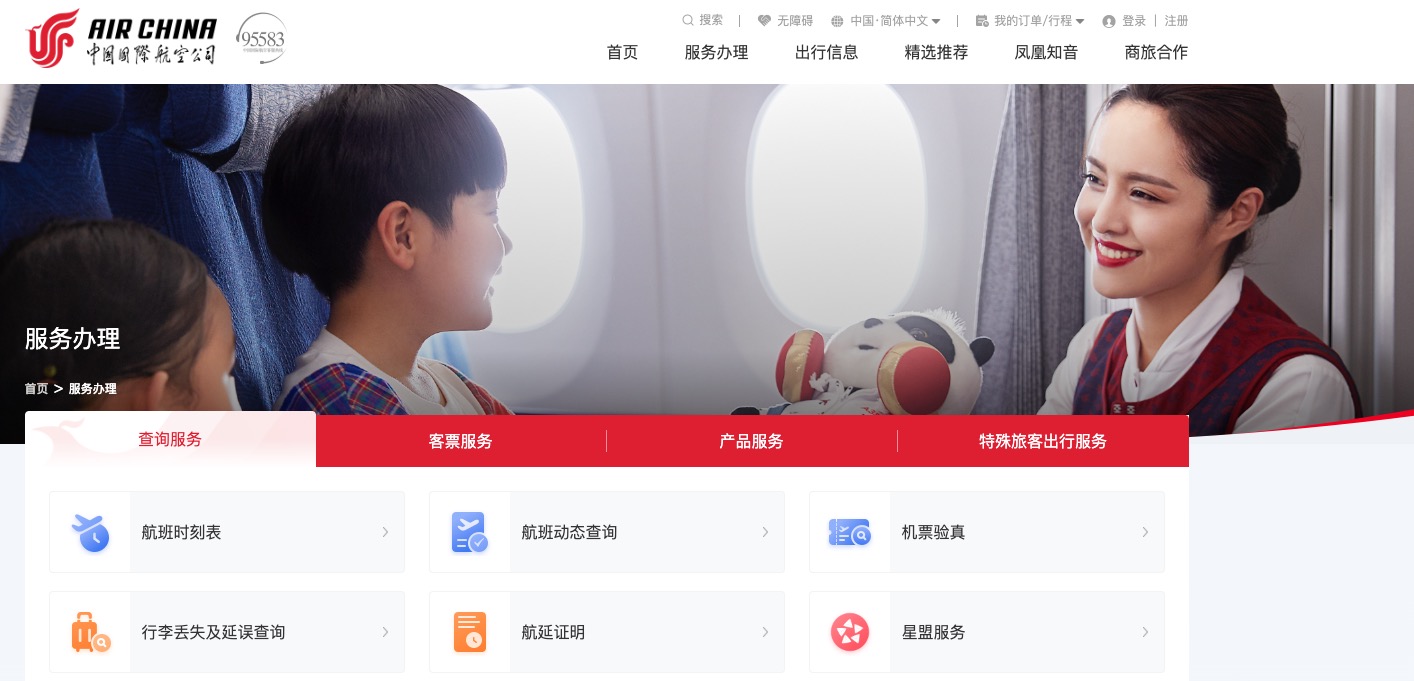 AIR CHINA
中国国際航空公司
95583
搜索
无障碍
中国·简体中文
我的订单/行程
登录
注册
首页
服务办理
出行信息
精选推荐
凤凰知音
商旅合作
服务办理
首页 > 服务办理
查询服务
客票服务
产品服务
特殊旅客出行服务
航班时刻表
航班动态查询
机票验真
行李丢失及延误查询
航延证明
星盟服务